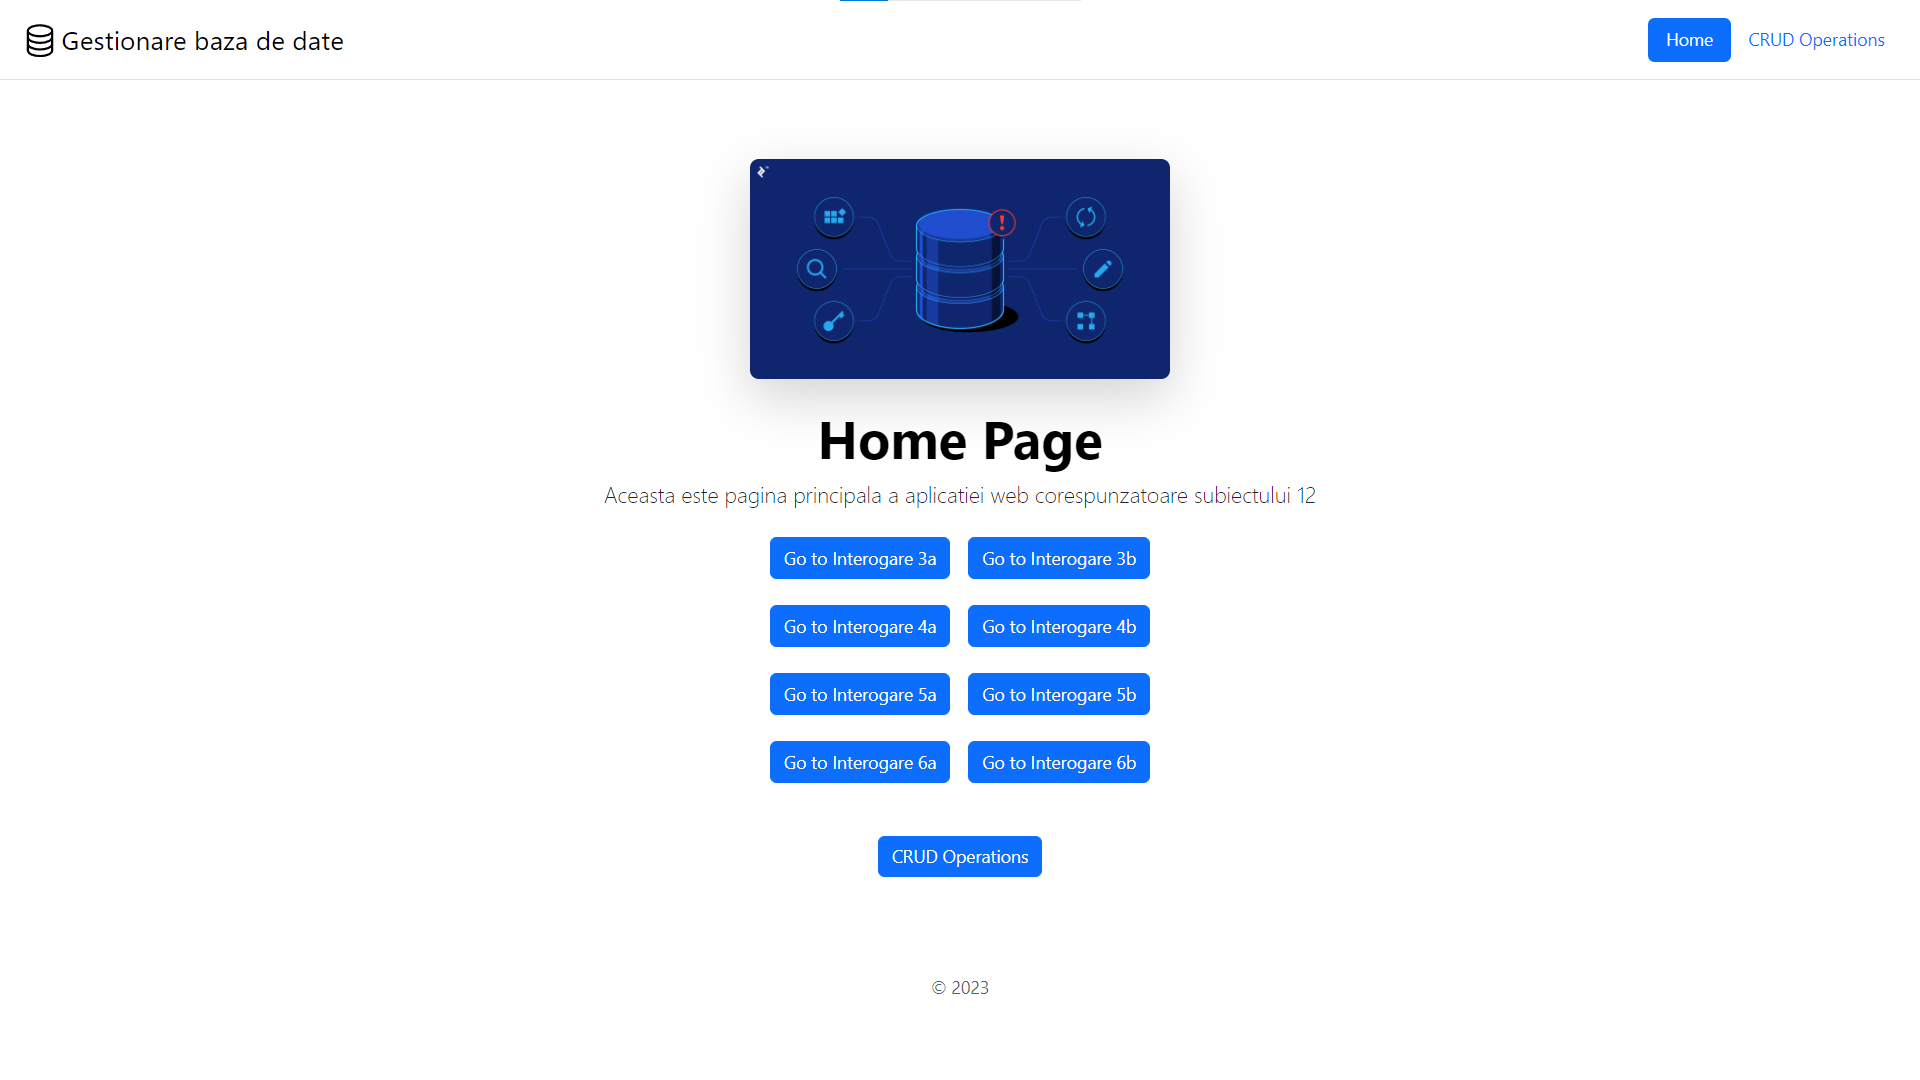 Gestionare baza de date
Home
CRUD Operations
!
Home Page
Aceasta este pagina principala a aplicatiei web corespunzatoare subiectului 12
Go to Interogare 3a
Go to Interogare 3b
Go to Interogare 4a
Go to Interogare 4b
Go to Interogare 5a
Go to Interogare 5b
Go to Interogare 6a
Go to Interogare 6b
CRUD Operations
© 2023